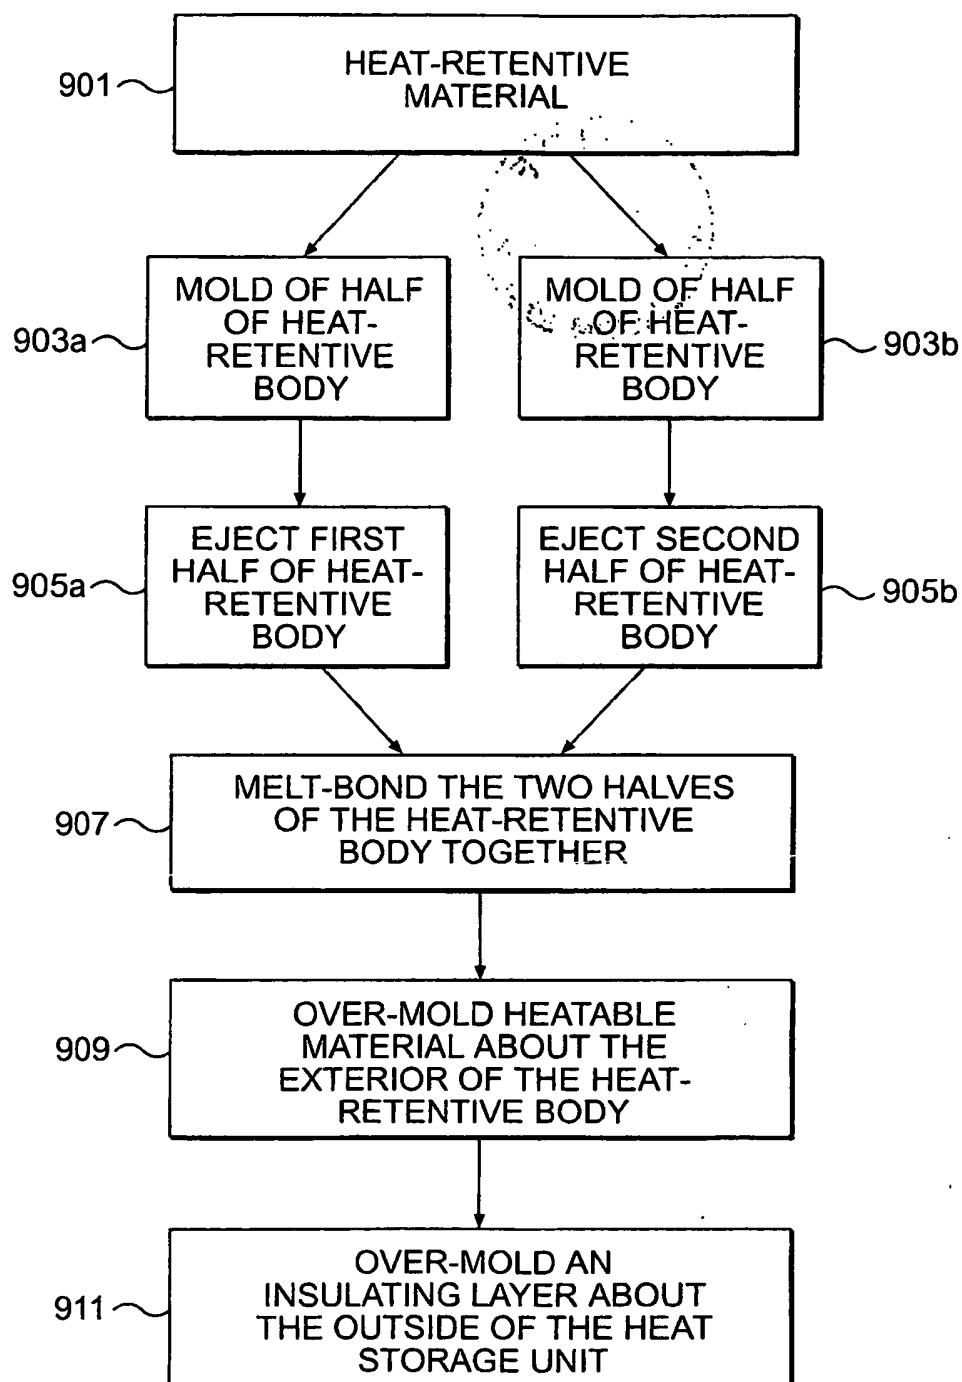 901
HEAT-RETENTIVE
MATERIAL
903a
MOLD OF HALF
OF HEAT-
RETENTIVE
BODY
MOLD OF HALF
OF HEAT-
RETENTIVE
BODY
903b
905a
EJECT FIRST
HALF OF HEAT-
RETENTIVE
BODY
EJECT SECOND
HALF OF HEAT-
RETENTIVE
BODY
905b
907
MELT-BOND THE TWO HALVES
OF THE HEAT-RETENTIVE
BODY TOGETHER
909
OVER-MOLD HEATABLE
MATERIAL ABOUT THE
EXTERIOR OF THE HEAT-
RETENTIVE BODY
911
OVER-MOLD AN
INSULATING LAYER ABOUT
THE OUTSIDE OF THE HEAT
STORAGE UNIT